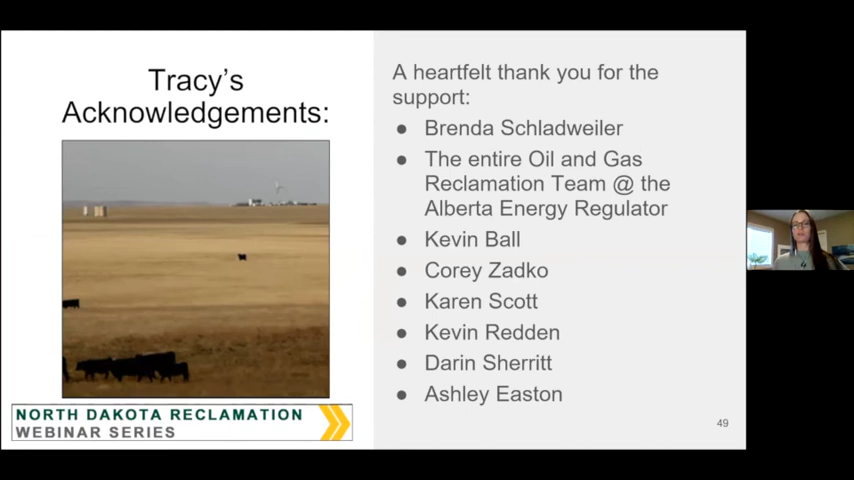 Tracy's
Acknowledgements:
NORTH DAKOTA RECLAMATION
WEBINAR SERIES
A heartfelt thank you for the
support:
● Brenda Schladweiler
● The entire Oil and Gas
Reclamation Team @ the
Alberta Energy Regulator
● Kevin Ball
● Corey Zadko
● Karen Scott
● Kevin Redden
● Darin Sherritt
● Ashley Easton
49